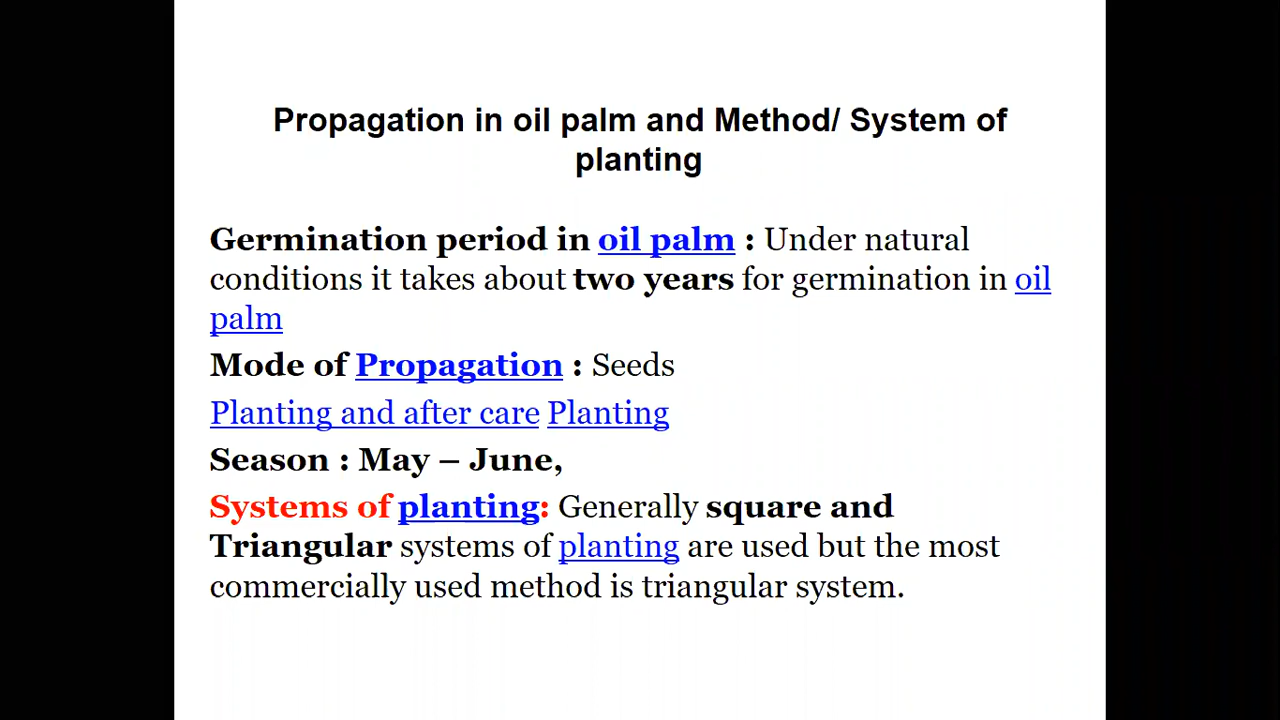 Propagation in oil palm and Method/ System of
planting
Germination period in oil palm : Under natural
conditions it takes about two years for germination in oil
palm
Mode of Propagation : Seeds
Planting and after care Planting
Season : May – June,
Systems of planting: Generally square and
Triangular systems of planting are used but the most
commercially used method is triangular system.